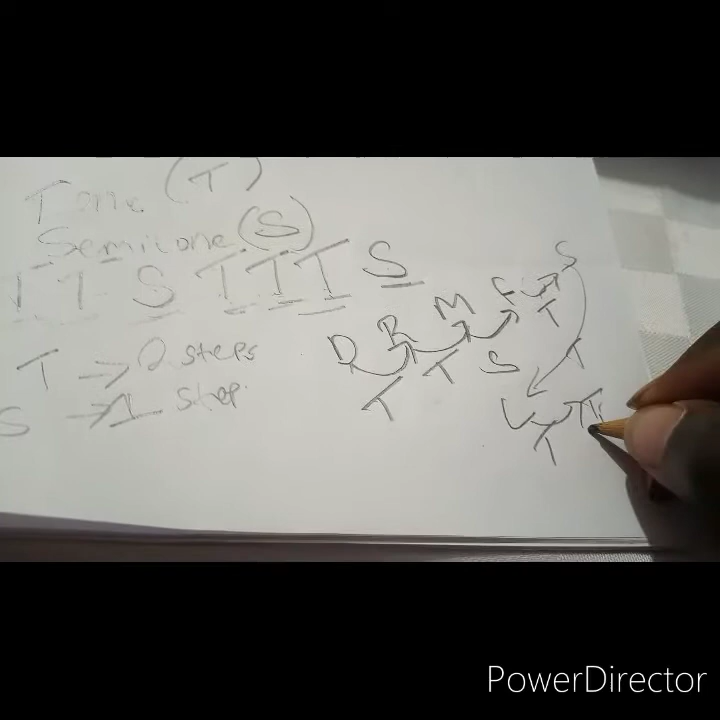 Tone (T)
Semitone (S)
T T S T T T S
T → 2 steps
S → 1 step
D R M F S
T T S T T
L T
T
PowerDirector